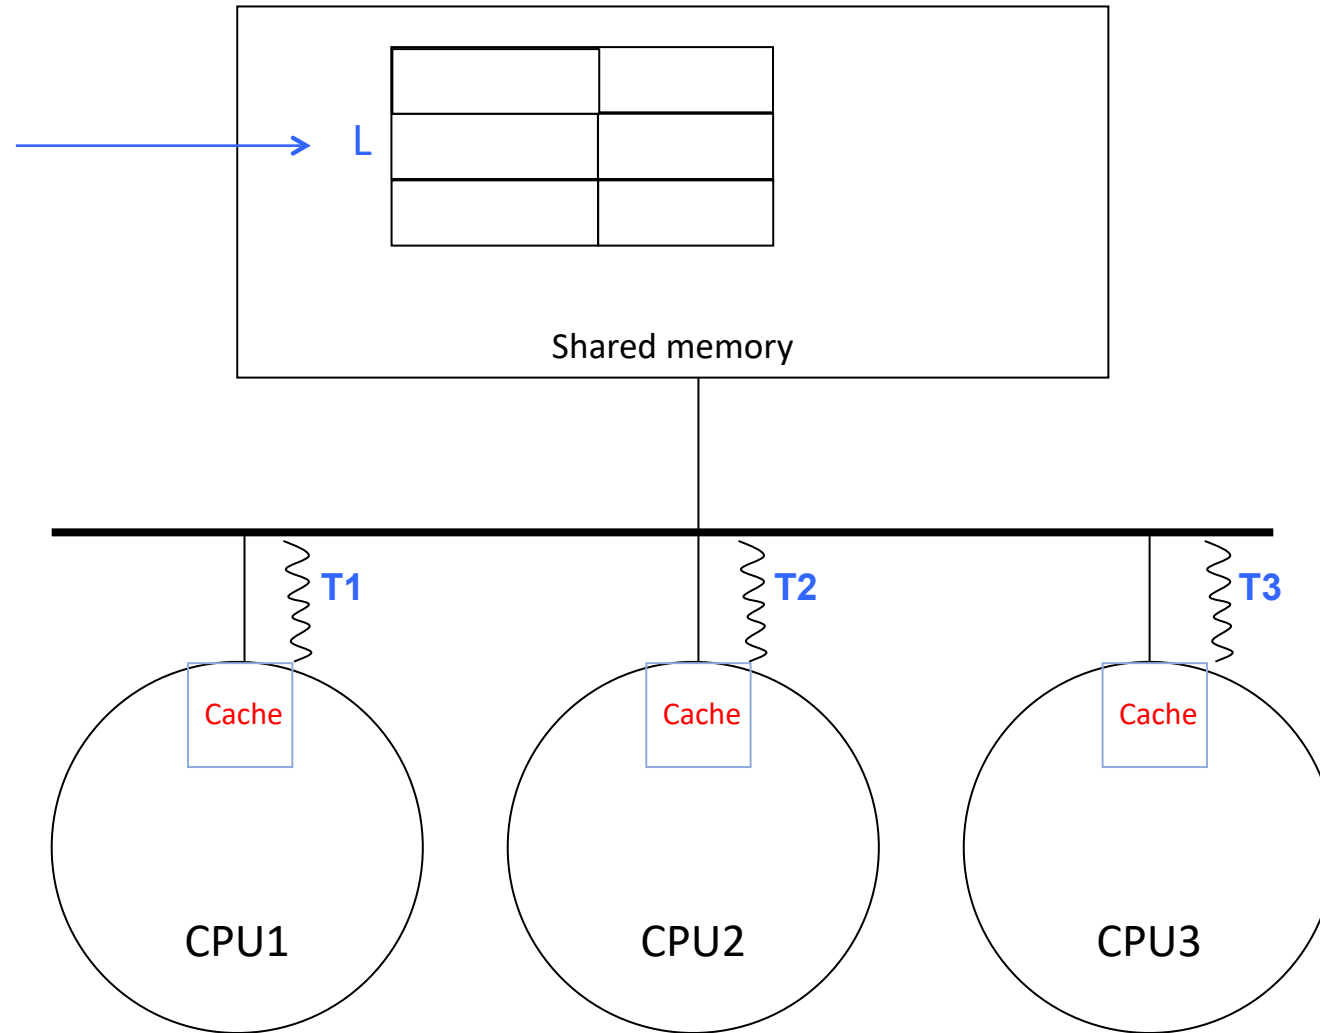 L
Shared memory
T1
T2
T3
Cache
Cache
Cache
CPU1
CPU2
CPU3